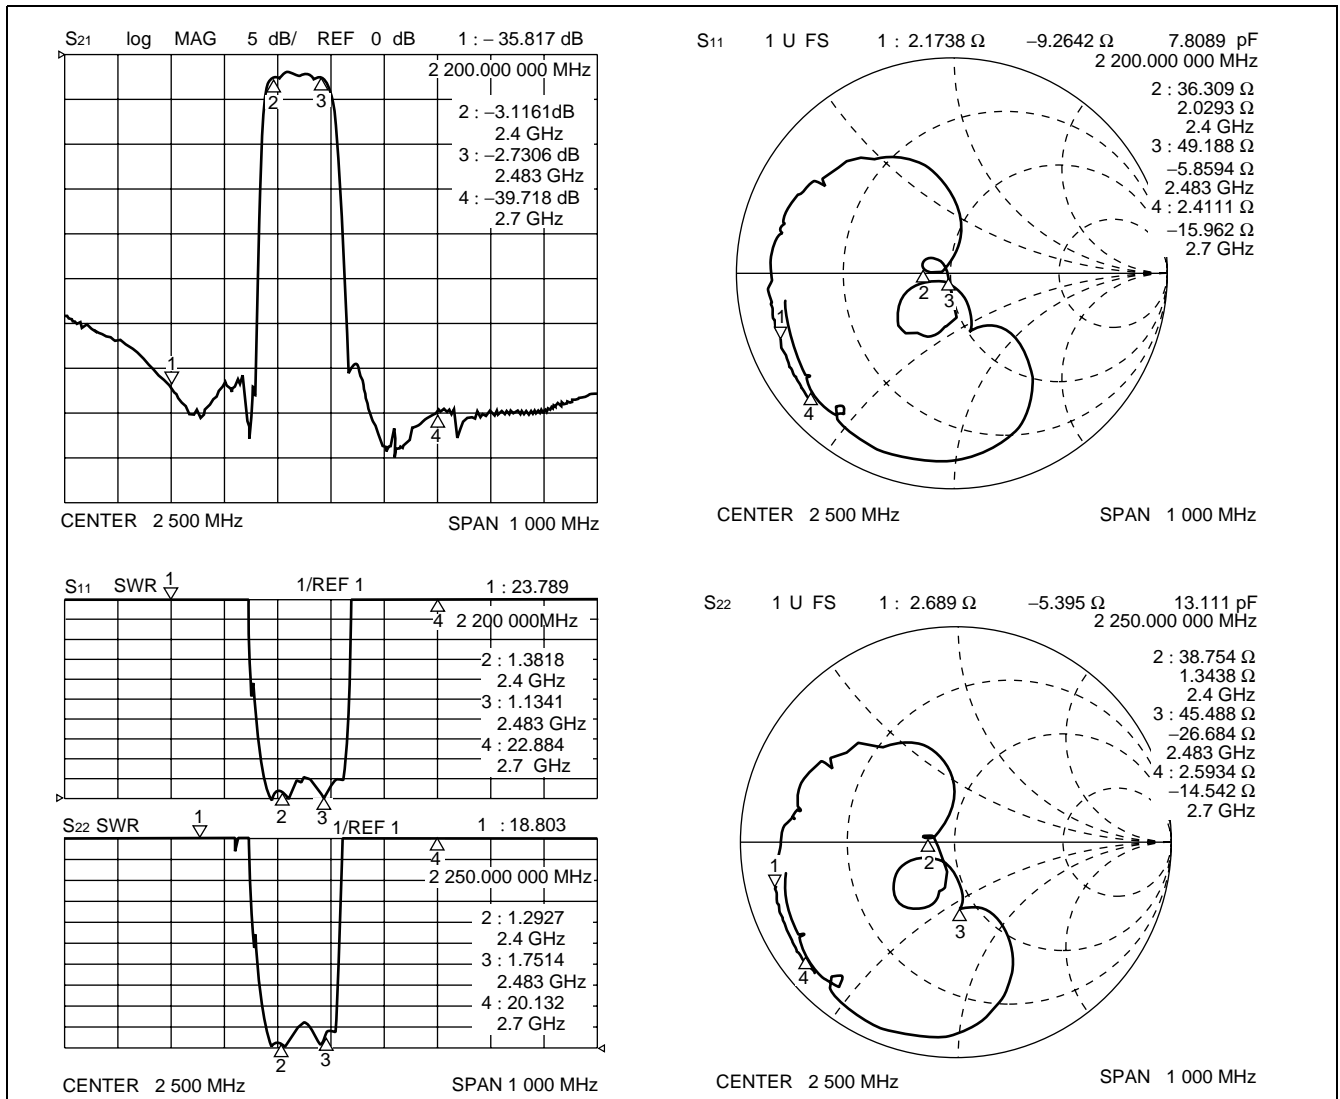 S21 log MAG 5 dB/ REF 0 dB 1 : – 35.817 dB
2 200.000 000 MHz
2 : –3.1161dB
2.4 GHz
3 : –2.7306 dB
2.483 GHz
4 : –39.718 dB
2.7 GHz
2
3
1
4
CENTER 2 500 MHz SPAN 1 000 MHz
S11 1 U FS 1 : 2.1738 Ω –9.2642 Ω 7.8089 pF
2 200.000 000 MHz
2 : 36.309 Ω
2.0293 Ω
2.4 GHz
3 : 49.188 Ω
–5.8594 Ω
2.483 GHz
4 : 2.4111 Ω
–15.962 Ω
2.7 GHz
2
3
1
4
CENTER 2 500 MHz SPAN 1 000 MHz
S11 SWR 1 1/REF 1 1 : 23.789
4 2 200 000MHz
2 : 1.3818
2.4 GHz
3 : 1.1341
2.483 GHz
4 : 22.884
2.7 GHz
2 3
S22 SWR 1 1/REF 1 1 : 18.803
4
2 250.000 000 MHz
2 : 1.2927
2.4 GHz
3 : 1.7514
2.483 GHz
4 : 20.132
2.7 GHz
2 3
CENTER 2 500 MHz SPAN 1 000 MHz
S22 1 U FS 1 : 2.689 Ω –5.395 Ω 13.111 pF
2 250.000 000 MHz
2 : 38.754 Ω
1.3438 Ω
2.4 GHz
3 : 45.488 Ω
–26.684 Ω
2.483 GHz
4 : 2.5934 Ω
–14.542 Ω
2.7 GHz
2
1
3
4
CENTER 2 500 MHz SPAN 1 000 MHz